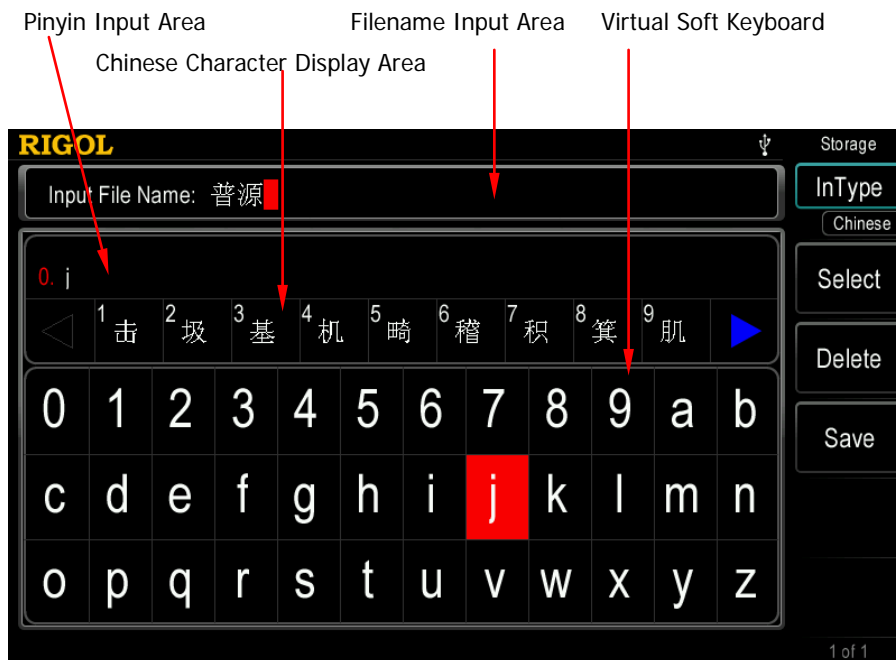 Pinyin Input Area Filename Input Area Virtual Soft Keyboard
Chinese Character Display Area
RIGOL Storage
Input File Name: 普源 InType
Chinese
0. j Select
1 击 2 圾 3 基 4 机 5 畸 6 稽 7 积 8 箕 9 肌
Delete
0 1 2 3 4 5 6 7 8 9 a b
Save
c d e f g h i j k l m n
o p q r s t u v w x y z
1 of 1